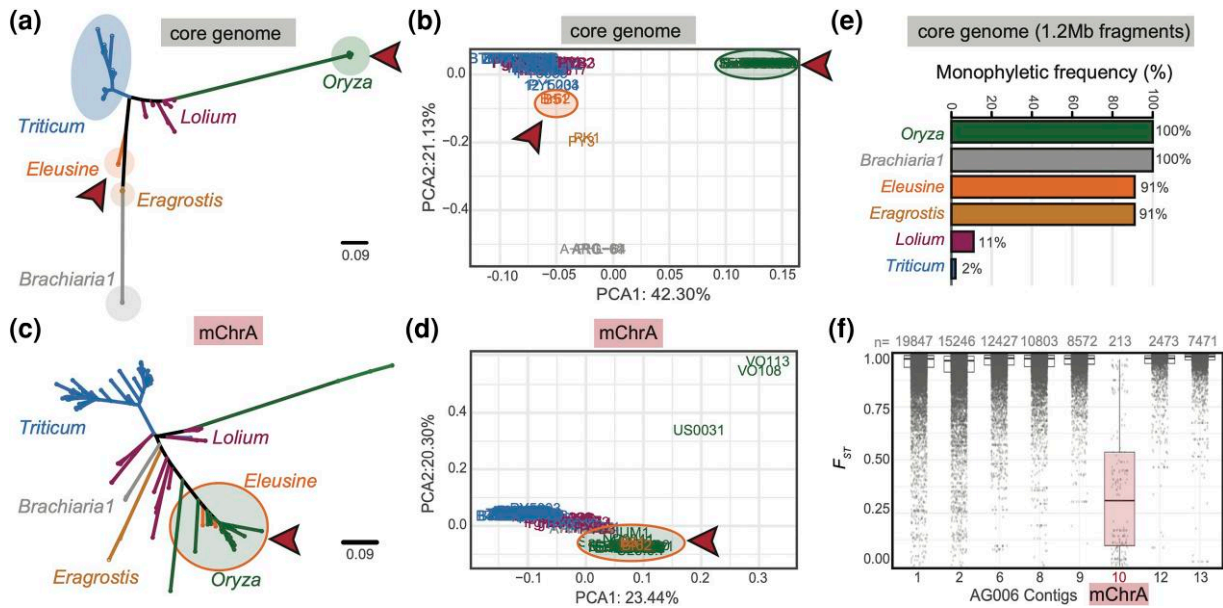 (a)
core genome
Oryza
Triticum
Lolium
Eleusine
Eragrostis
Brachiaria1
0.09
(b)
core genome
PK1
PY3
PCA2:21.13%
0.0
−0.2
−0.4
-0.10
-0.05
0.00
0.05
0.10
0.15
PCA1: 42.30%
(e)
core genome (1.2Mb fragments)
Monophyletic frequency (%)
0
20
40
60
80
100
Oryza
100%
Brachiaria1
100%
Eleusine
91%
Eragrostis
91%
Lolium
11%
Triticum
2%
(c)
mChrA
Triticum
Lolium
Brachiaria1
Eleusine
Eragrostis
Oryza
0.09
(d)
mChrA
VO113
VO108
US0031
PCA2:20.30%
0.4
0.2
0.0
−0.1
0.0
0.1
0.2
0.3
PCA1: 23.44%
(f)
n= 19847 15246 12427 10803 8572 213 2473 7471
FST
1.00
0.75
0.50
0.25
0.00
1 2 6 8 9 10 12 13
AG006 Contigs
mChrA